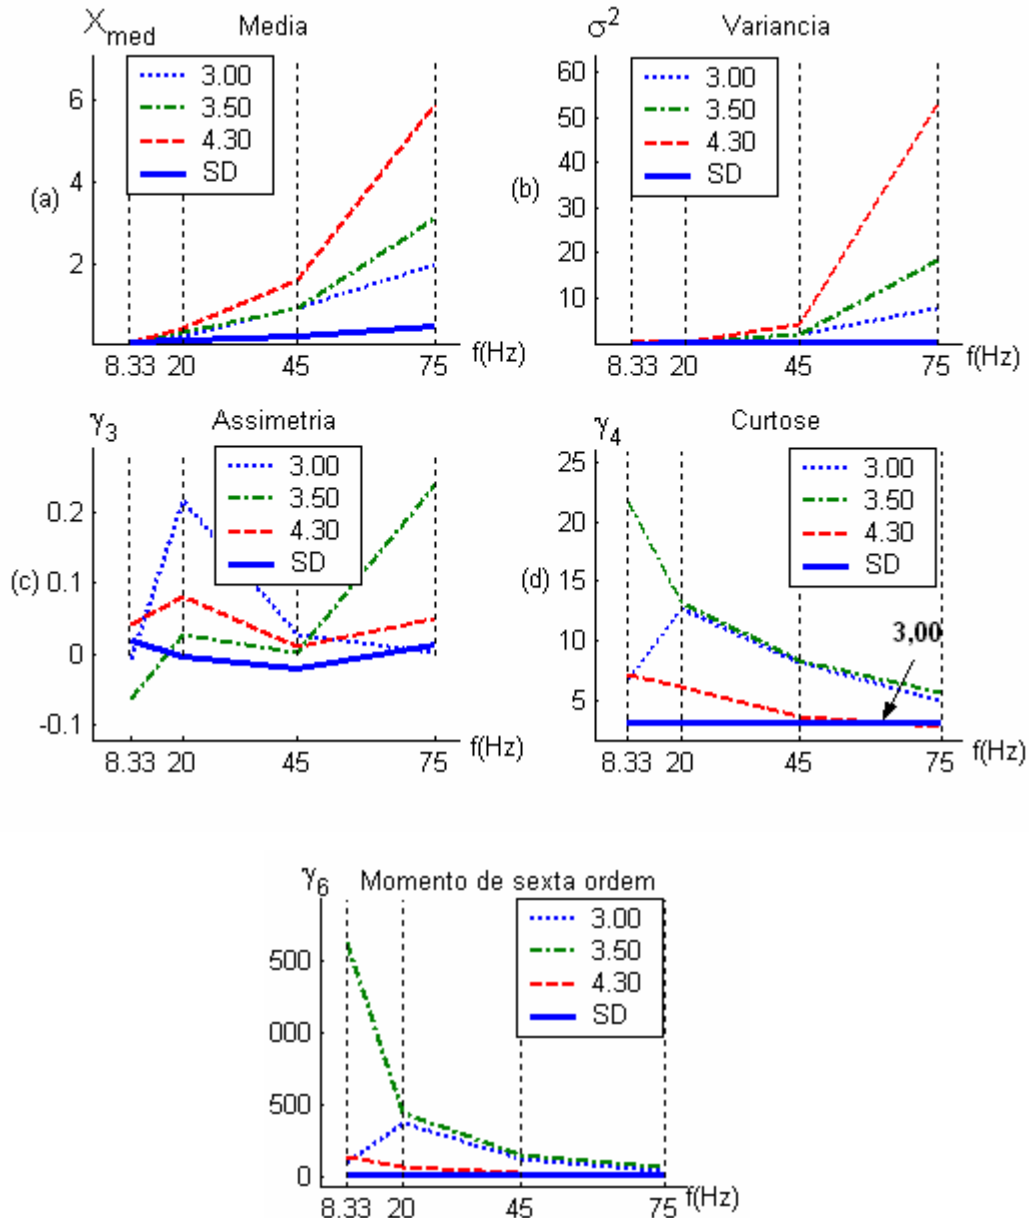 X_med Media
6
4
2
(a)
3.00
3.50
4.30
SD
8.33 20 45 75 f(Hz)
σ² Variancia
60
50
40
30
20
10
(b)
3.00
3.50
4.30
SD
8.33 20 45 75 f(Hz)
γ₃ Assimetria
0.2
0.1
0
-0.1
(c)
3.00
3.50
4.30
SD
8.33 20 45 75 f(Hz)
γ₄ Curtose
25
20
15
10
5
(d)
3.00
3.50
4.30
SD
3,00
8.33 20 45 75 f(Hz)
γ₆ Momento de sexta ordem
500
000
500
0
3.00
3.50
4.30
SD
8.33 20 45 75 f(Hz)